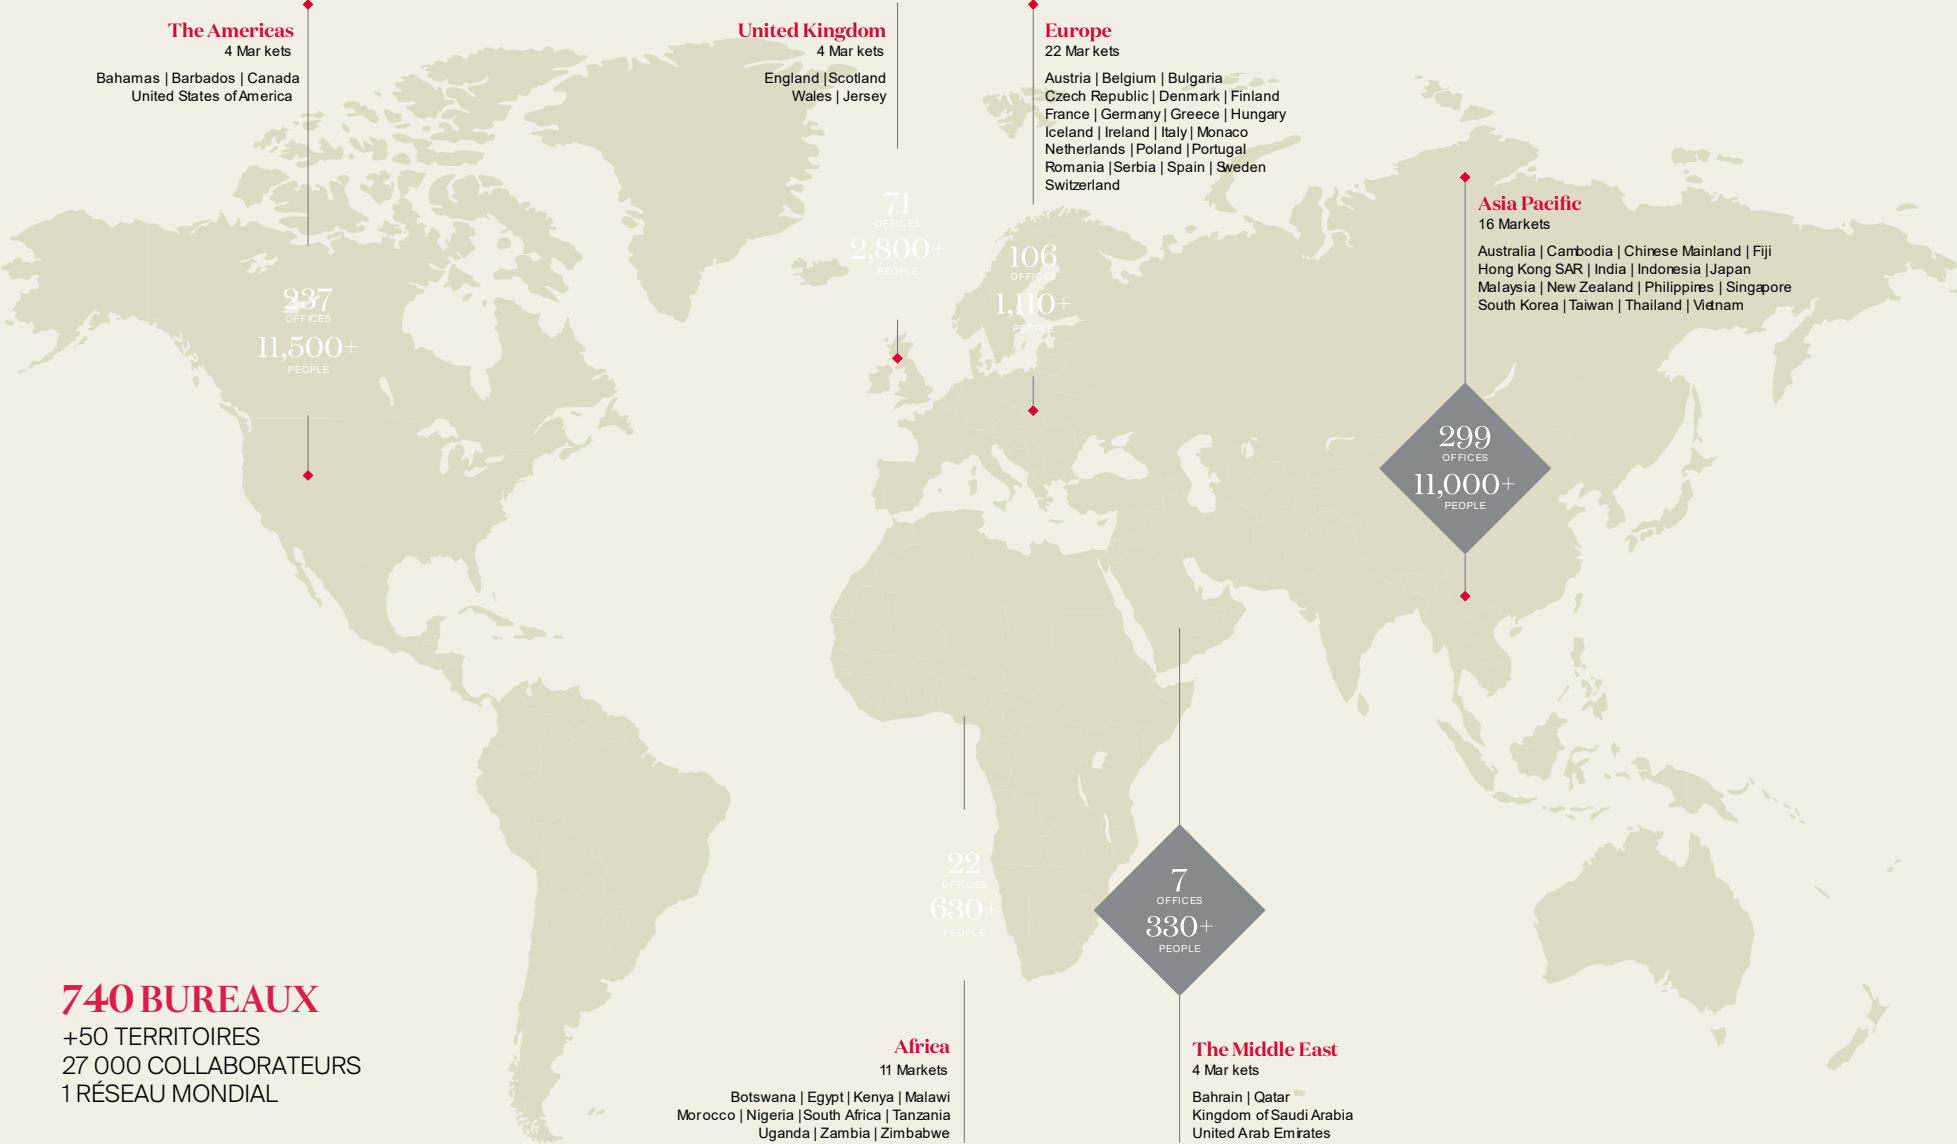 The Americas
4 Markets
Bahamas | Barbados | Canada
United States of America
237
OFFICES
11,500+
PEOPLE
United Kingdom
4 Markets
England | Scotland
Wales | Jersey
71
OFFICES
2,800+
PEOPLE
Europe
22 Markets
Austria | Belgium | Bulgaria
Czech Republic | Denmark | Finland
France | Germany | Greece | Hungary
Iceland | Ireland | Italy | Monaco
Netherlands | Poland | Portugal
Romania | Serbia | Spain | Sweden
Switzerland
106
OFFICES
1,110+
PEOPLE
Asia Pacific
16 Markets
Australia | Cambodia | Chinese Mainland | Fiji
Hong Kong SAR | India | Indonesia | Japan
Malaysia | New Zealand | Philippines | Singapore
South Korea | Taiwan | Thailand | Vietnam
299
OFFICES
11,000+
PEOPLE
22
OFFICES
630+
PEOPLE
Africa
11 Markets
Botswana | Egypt | Kenya | Malawi
Morocco | Nigeria | South Africa | Tanzania
Uganda | Zambia | Zimbabwe
7
OFFICES
330+
PEOPLE
The Middle East
4 Markets
Bahrain | Qatar
Kingdom of Saudi Arabia
United Arab Emirates
740 BUREAUX
+50 TERRITOIRES
27 000 COLLABORATEURS
1 RÉSEAU MONDIAL